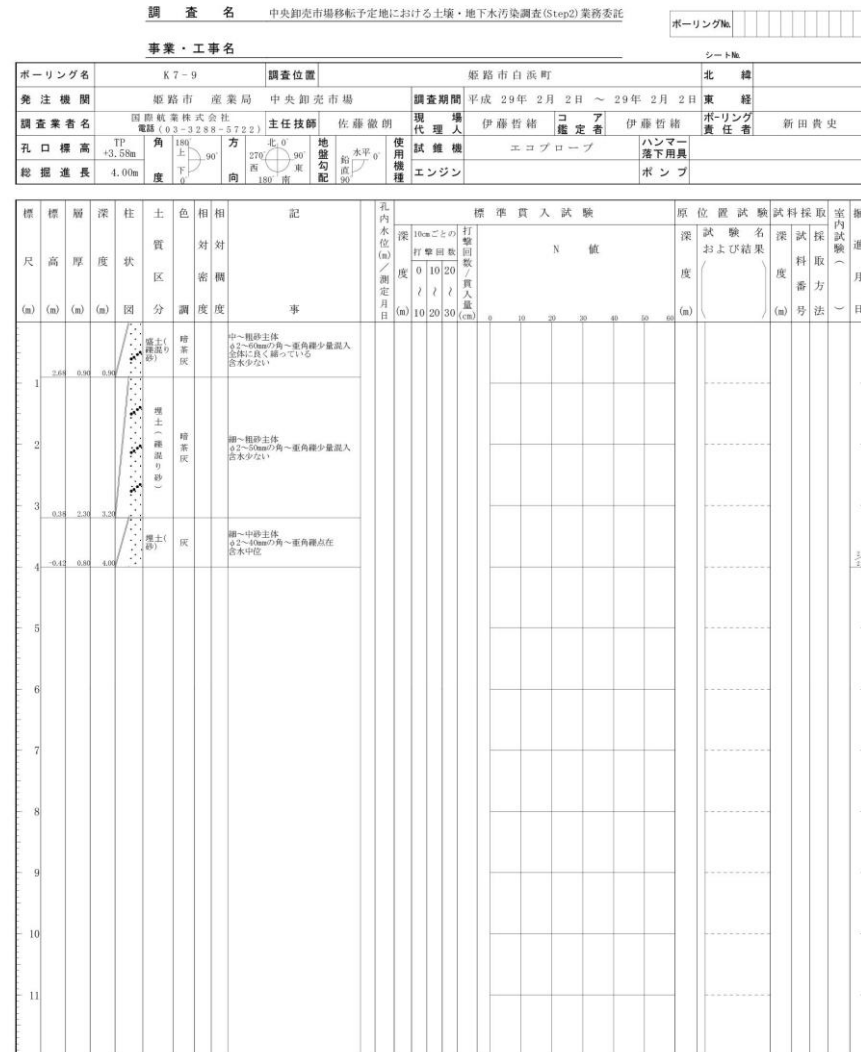 調査名 中央卸売市場移転予定地における土壌・地下水汚染調査(Step2)業務委託
ボーリング№
事業・工事名
シート№
ボーリング名 K7-9 調査位置 姫路市白浜町 北緯
発注機関 姫路市 産業局 中央卸売市場 調査期間 平成 29年 2月 2日 ~ 29年 2月 2日 東経
調査業者名 国際航業株式会社 電話(03-3288-5722) 主任技師 佐藤徹朗 現場代理人 伊藤哲緒 コア鑑定者 伊藤哲緒 ボーリング責任者 新田貴史
孔口標高 TP +3.58m 角度 180° 上 90° 下 0° 方向 北 0° 270° 西 90° 東 180° 南 地盤勾配 水平 0° 鉛直 90° 使用機種 試錐機 エコプローブ ハンマー落下用具
総掘進長 4.00m エンジン ポンプ
標尺(m) 標高(m) 層厚(m) 深度(m) 柱状図 土質区分 色調 相対密度 相対稠度 記事 孔内水位(m)/測定月日 標準貫入試験 原位置試験 試料採取 室内試験( ) 掘進月日
深度(m) 10cmごとの打撃回数 0~10 10~20 20~30 打撃回数/貫入量(cm) N値 深度(m) 試験名および結果 深度(m) 試料番号 採取方法
0 10 20 30 40 50 60
盛土(礫混り砂) 暗茶灰 中~粗砂主体
φ2~60mmの角~亜角礫少量混入
全体に良く締っている
含水少ない
2.68 0.90 0.90
1
埋土(礫混り砂) 暗茶灰 細~粗砂主体
φ2~50mmの角~亜角礫少量混入
含水少ない
2
3
0.38 2.30 3.20
埋土(砂) 灰 細~中砂主体
φ2~40mmの角~亜角礫点在
含水中位
4 -0.42 0.80 4.00
5
6
7
8
9
10
11